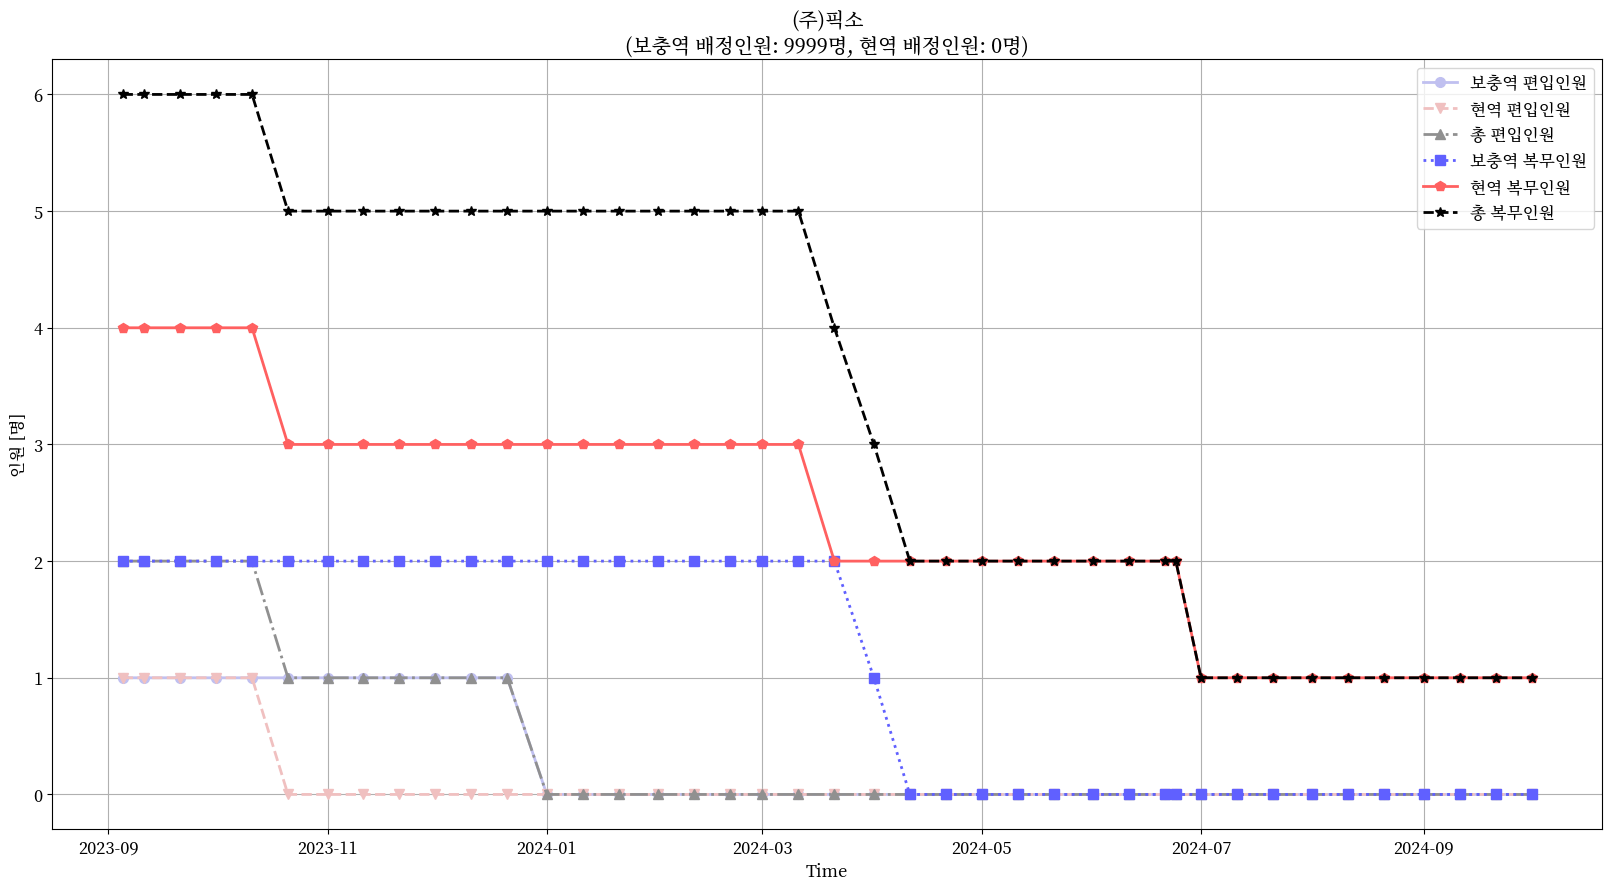 (주)픽소
(보충역 배정인원: 9999명, 현역 배정인원: 0명)
보충역 편입인원
현역 편입인원
총 편입인원
보충역 복무인원
현역 복무인원
총 복무인원
인원 [명]
6
5
4
3
2
1
0
2023-09
2023-11
2024-01
2024-03
2024-05
2024-07
2024-09
Time